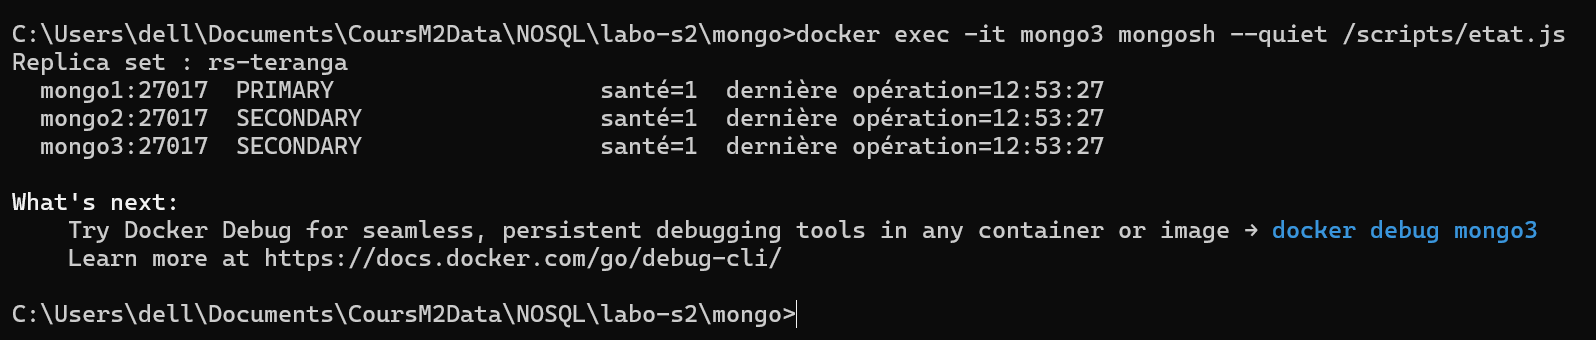 C:\Users\dell\Documents\CoursM2Data\NOSQL\labo-s2\mongo>docker exec -it mongo3 mongosh --quiet /scripts/etat.js
Replica set : rs-teranga
  mongo1:27017  PRIMARY                   santé=1  dernière opération=12:53:27
  mongo2:27017  SECONDARY                 santé=1  dernière opération=12:53:27
  mongo3:27017  SECONDARY                 santé=1  dernière opération=12:53:27
What's next:
    Try Docker Debug for seamless, persistent debugging tools in any container or image → docker debug mongo3
    Learn more at https://docs.docker.com/go/debug-cli/
C:\Users\dell\Documents\CoursM2Data\NOSQL\labo-s2\mongo>